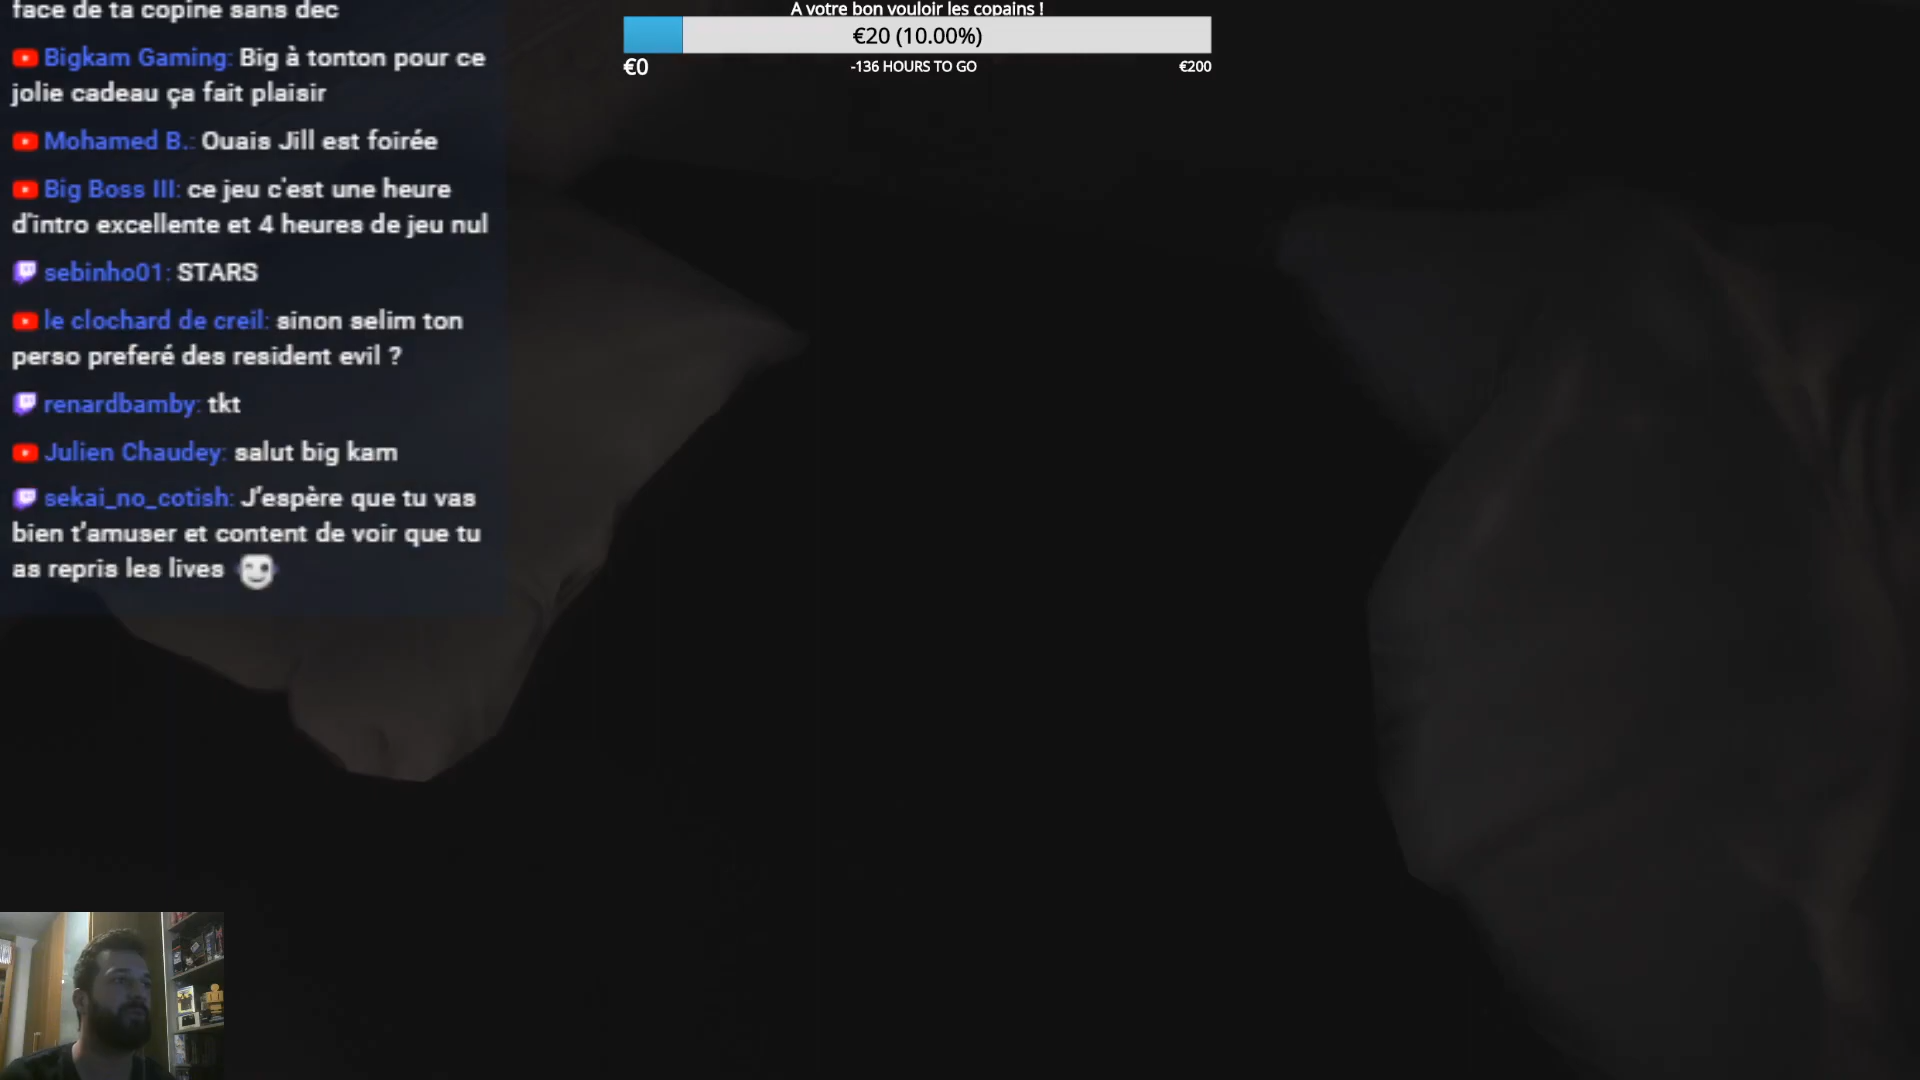 face de ta copine sans dec
Bigkam Gaming: Big à tonton pour ce
jolie cadeau ça fait plaisir
Mohamed B.: Ouais Jill est foirée
Big Boss III: ce jeu c'est une heure
d'intro excellente et 4 heures de jeu nul
sebinho01: STARS
le clochard de creil: sinon selim ton
perso preferé des resident evil ?
renardbamby: tkt
Julien Chaudey: salut big kam
sekai_no_cotish: J'espère que tu vas
bien t'amuser et content de voir que tu
as repris les lives
A votre bon vouloir les copains !
€20 (10.00%)
€0 -136 HOURS TO GO €200